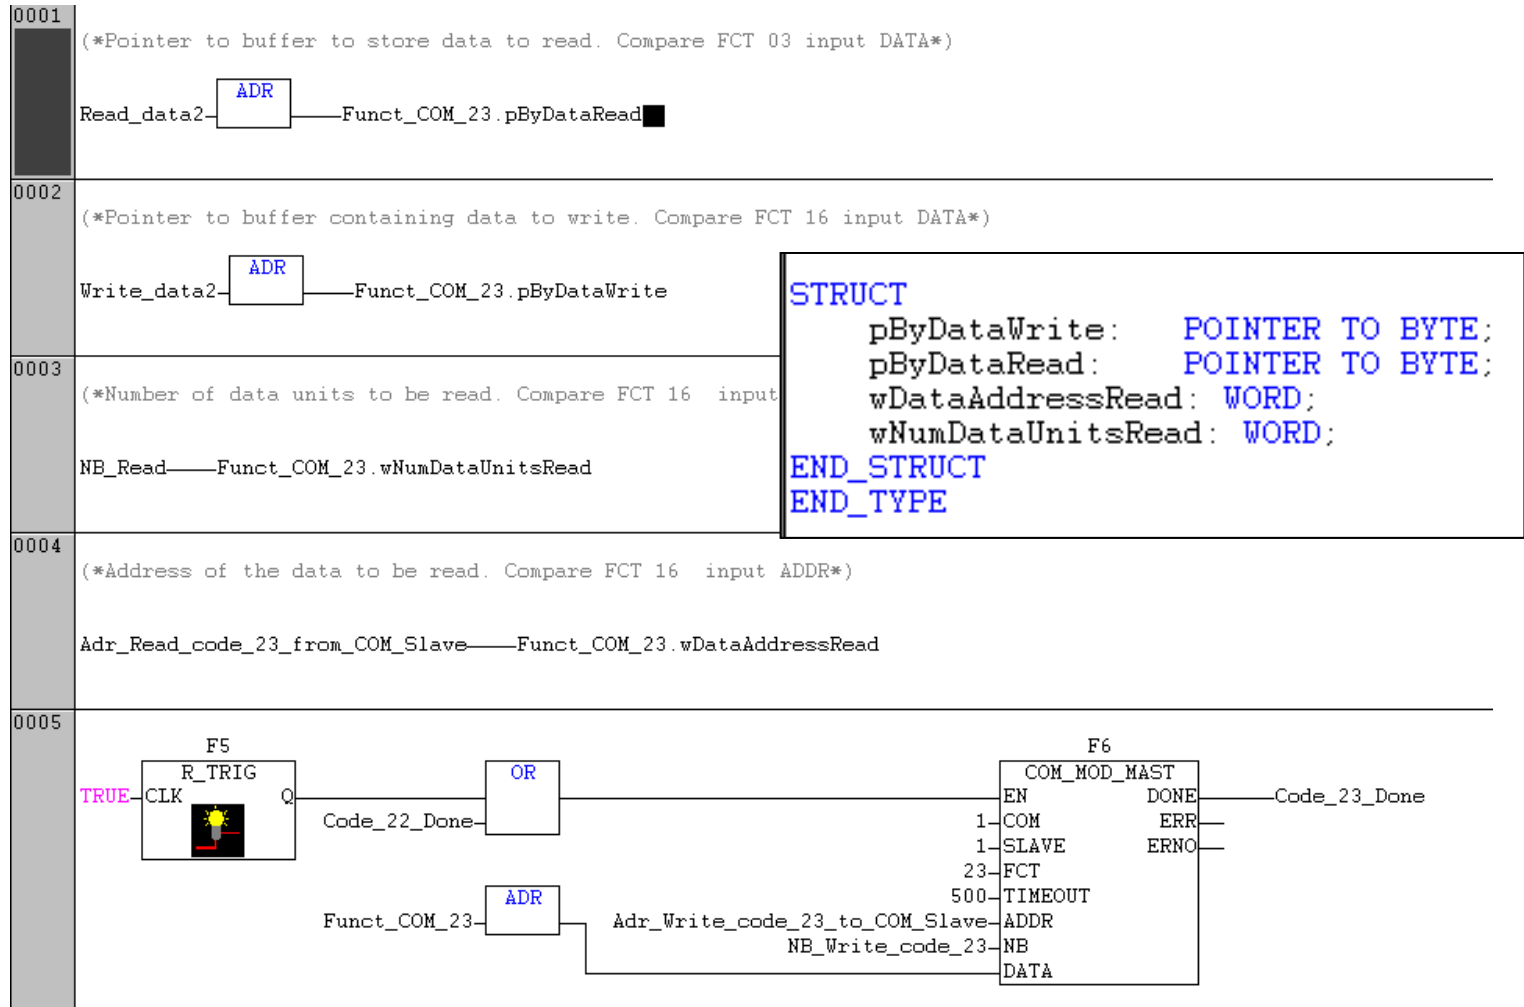 0001
(*Pointer to buffer to store data to read. Compare FCT 03 input DATA*)
ADR
Read_data2 Funct_COM_23.pByDataRead
0002
(*Pointer to buffer containing data to write. Compare FCT 16 input DATA*)
ADR
Write_data2 Funct_COM_23.pByDataWrite
0003
(*Number of data units to be read. Compare FCT 16  input
NB_Read Funct_COM_23.wNumDataUnitsRead
STRUCT
pByDataWrite: POINTER TO BYTE;
pByDataRead: POINTER TO BYTE;
wDataAddressRead: WORD;
wNumDataUnitsRead: WORD;
END_STRUCT
END_TYPE
0004
(*Address of the data to be read. Compare FCT 16  input ADDR*)
Adr_Read_code_23_from_COM_Slave Funct_COM_23.wDataAddressRead
0005
F5 F6
R_TRIG OR COM_MOD_MAST
TRUE CLK Q EN DONE Code_23_Done
Code_22_Done 1 COM ERR
1 SLAVE ERNO
23 FCT
ADR 500 TIMEOUT
Funct_COM_23 Adr_Write_code_23_to_COM_Slave ADDR
NB_Write_code_23 NB
DATA